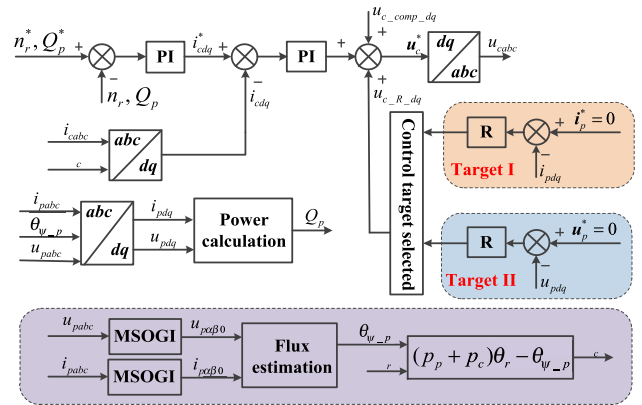 n_r^*, Q_p^* + − n_r, Q_p PI i_cdq^* + − i_cdq PI + + + u_c_comp_dq u_c^* dq abc u_cabc
u_c_R_dq
i_cabc c abc dq
Control target selected
R + i_p^* = 0 − i_pdq
Target I
i_pabc θ_ψ_p u_pabc abc dq i_pdq u_pdq Power calculation Q_p
R + u_p^* = 0 − u_pdq
Target II
u_pabc MSOGI u_pαβ0
i_pabc MSOGI i_pαβ0
Flux estimation
θ_ψ_p
r
(p_p + p_c)θ_r − θ_ψ_p
c